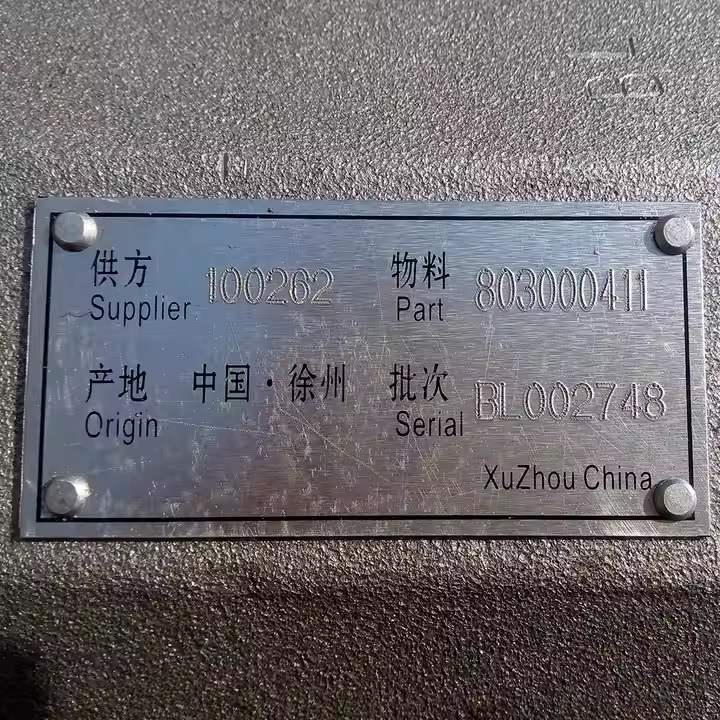 供方 100262 物料 803000411
Supplier Part
产地 中国·徐州 批次 BL002748
Origin Serial
XuZhou China